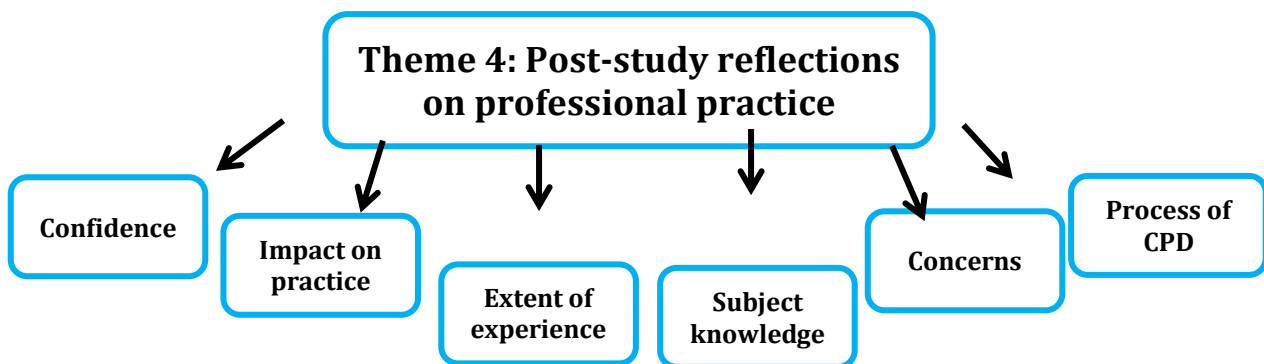 Theme 4: Post-study reflections
on professional practice
Confidence
Impact on
practice
Extent of
experience
Subject
knowledge
Concerns
Process of
CPD